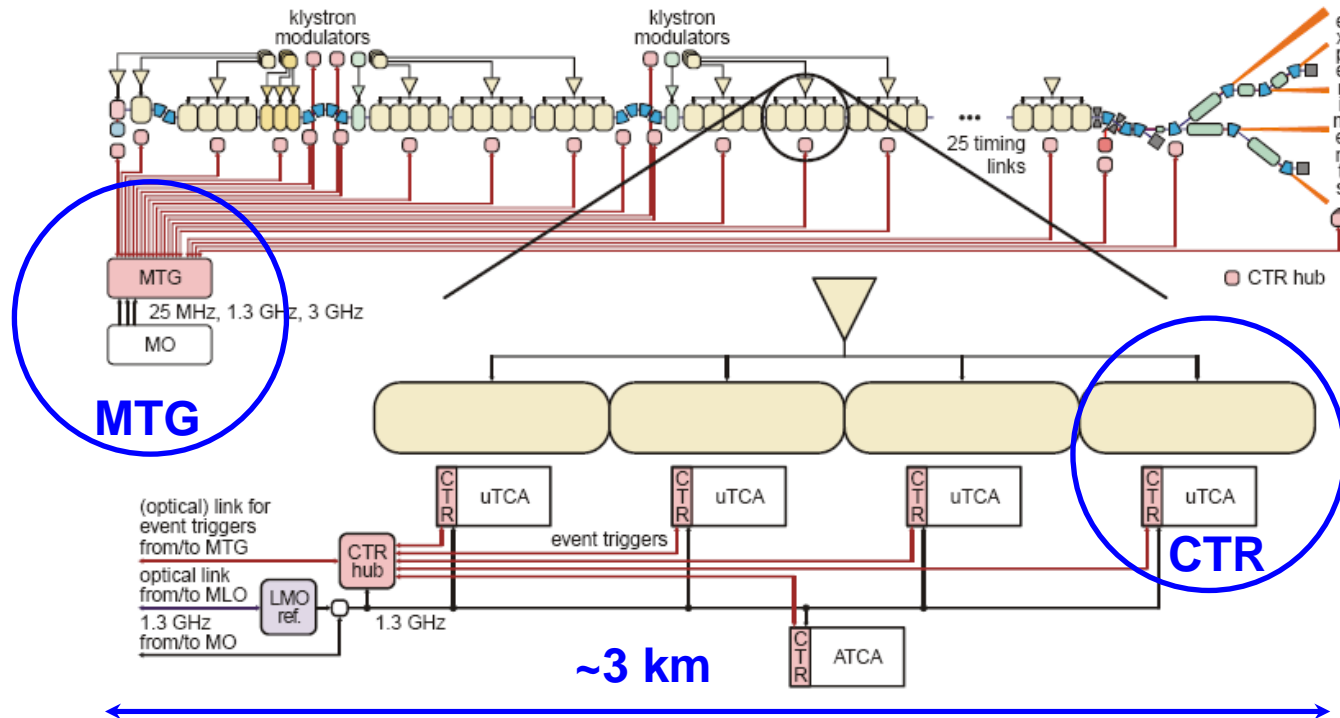 klystron
modulators
klystron
modulators
25 timing
links
MTG
25 MHz, 1.3 GHz, 3 GHz
MO
MTG
CTR hub
CTR
uTCA
CTR
uTCA
CTR
uTCA
CTR
uTCA
(optical) link for
event triggers
from/to MTG
event triggers
CTR
hub
CTR
optical link
from/to MLO
LMO
ref.
1.3 GHz
from/to MO
1.3 GHz
CTR
ATCA
~3 km